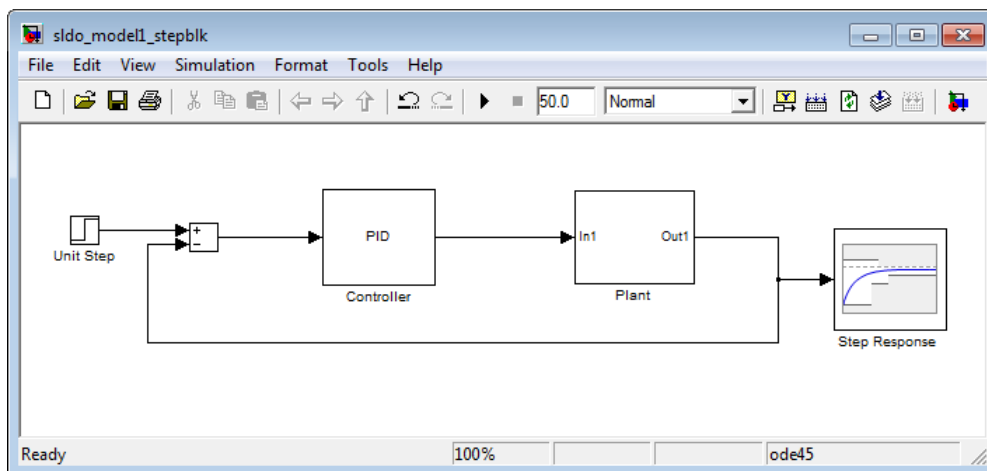 sldo_model1_stepblk
File Edit View Simulation Format Tools Help
50.0 Normal
+
−
PID
In1 Out1
Unit Step
Controller
Plant
Step Response
Ready 100% ode45